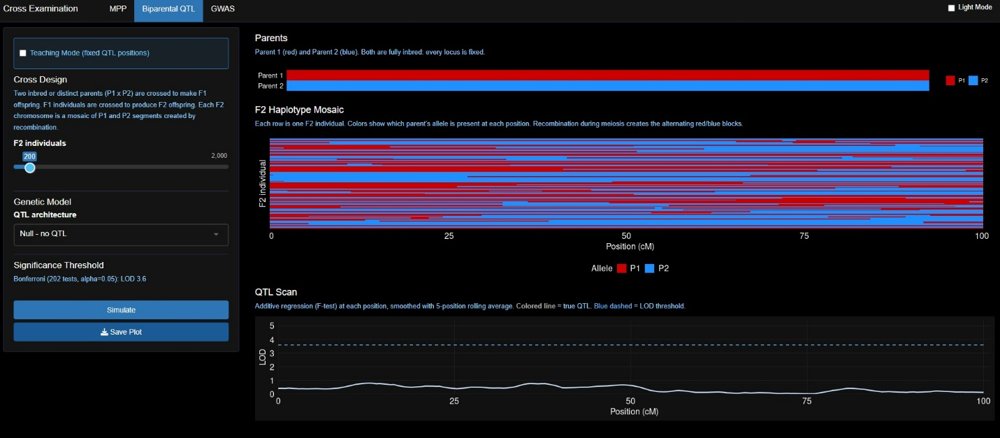 Cross Examination MPP Biparental QTL GWAS Light Mode
Teaching Mode (fixed QTL positions)
Cross Design
Two inbred or distinct parents (P1 x P2) are crossed to make F1
offspring. F1 individuals are crossed to produce F2 offspring. Each F2
chromosome is a mosaic of P1 and P2 segments created by
recombination.
F2 individuals
200 2,000
Genetic Model
QTL architecture
Null - no QTL
Significance Threshold
Bonferroni (202 tests, alpha=0.05): LOD 3.6
Simulate
Save Plot
Parents
Parent 1 (red) and Parent 2 (blue). Both are fully inbred: every locus is fixed.
Parent 1
Parent 2
P1 P2
F2 Haplotype Mosaic
Each row is one F2 individual. Colors show which parent's allele is present at each position. Recombination during meiosis creates the alternating red/blue blocks.
F2 individual
0 25 50 75 100
Position (cM)
Allele P1 P2
QTL Scan
Additive regression (F-test) at each position, smoothed with 5-position rolling average. Colored line = true QTL. Blue dashed = LOD threshold.
LOD
5
4
3
2
1
0
0 25 50 75 100
Position (cM)